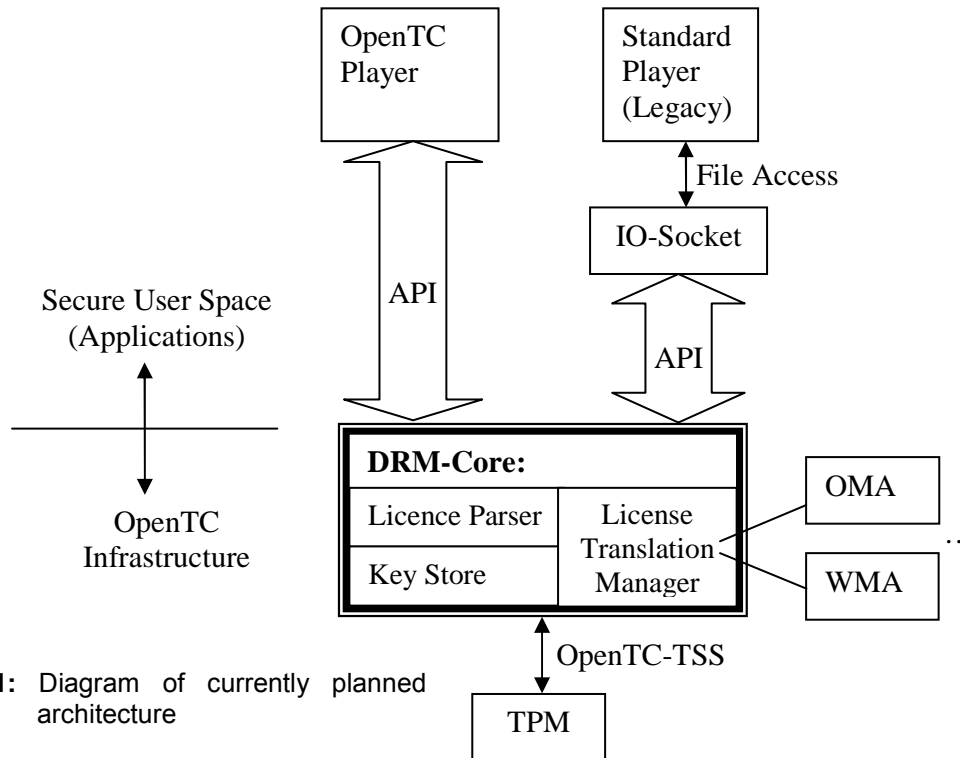 OpenTC
Player
Standard
Player
(Legacy)
File Access
IO-Socket
API
API
Secure User Space
(Applications)
OpenTC
Infrastructure
DRM-Core:
Licence Parser
Key Store
License
Translation
Manager
OMA
WMA
..
OpenTC-TSS
TPM
1: Diagram of currently planned
architecture